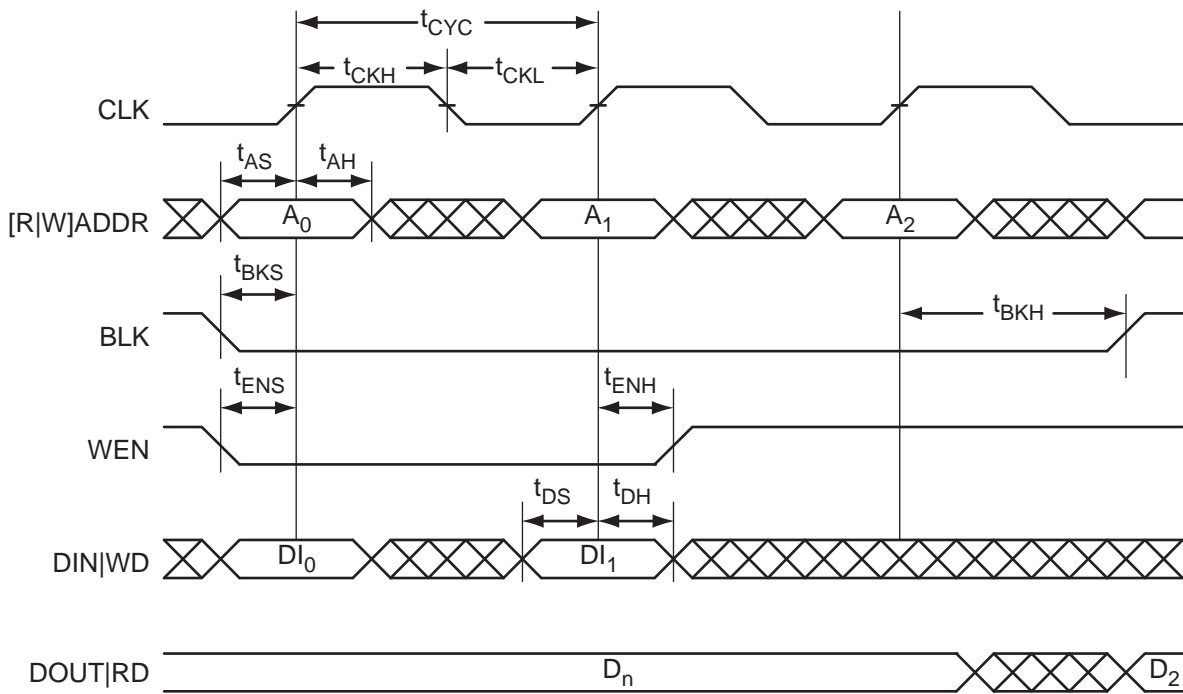 tCYC
tCKH tCKL
CLK
tAS tAH
[R|W]ADDR A0 A1 A2
tBKS tBKH
BLK
tENS tENH
WEN
tDS tDH
DIN|WD DI0 DI1
DOUT|RD Dn D2